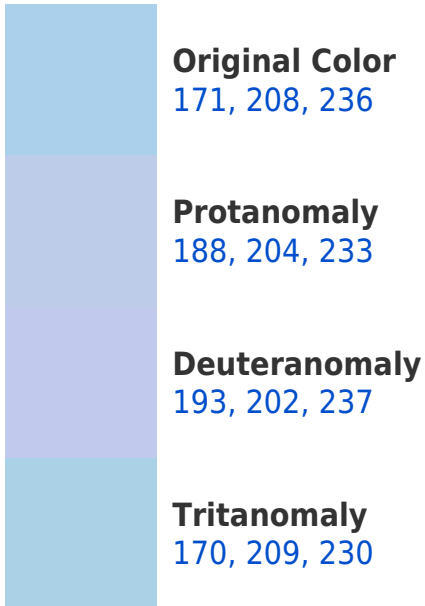 Original Color
171, 208, 236
Protanomaly
188, 204, 233
Deuteranomaly
193, 202, 237
Tritanomaly
170, 209, 230